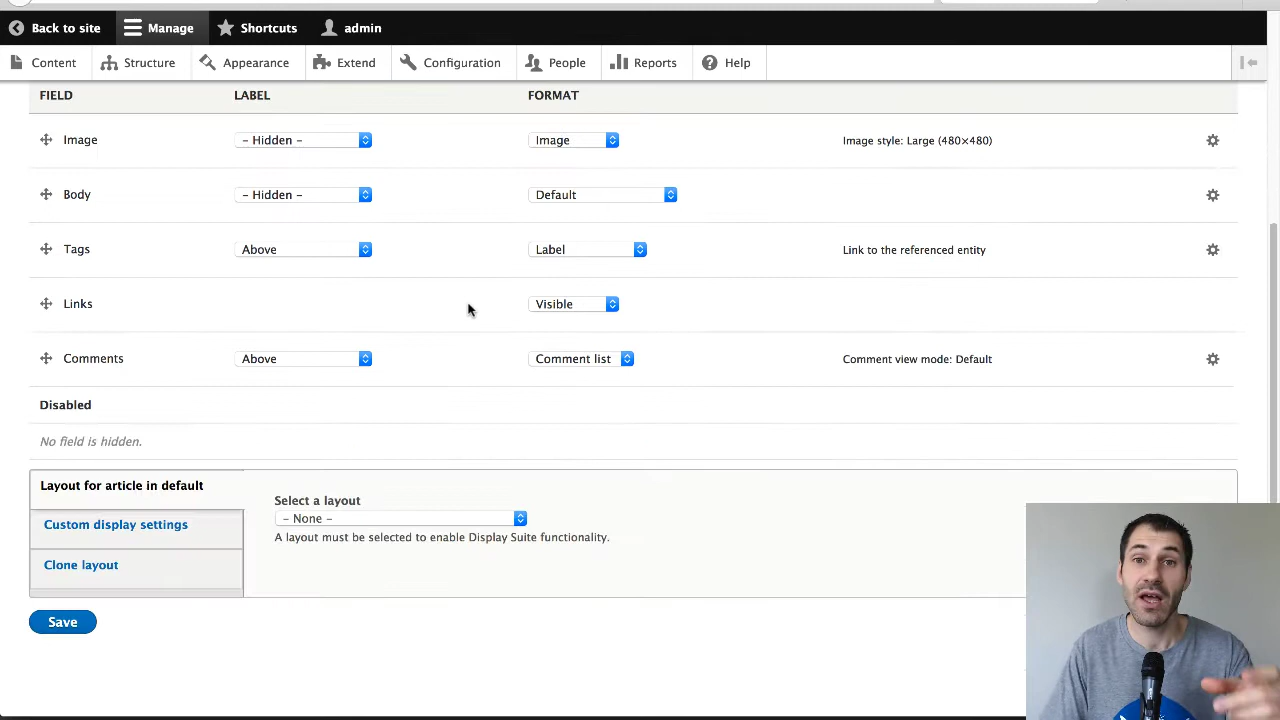 Back to site Manage Shortcuts admin
Content Structure Appearance Extend Configuration People Reports Help
FIELD LABEL FORMAT
Image - Hidden - Image Image style: Large (480×480)
Body - Hidden - Default
Tags Above Label Link to the referenced entity
Links Visible
Comments Above Comment list Comment view mode: Default
Disabled
No field is hidden.
Layout for article in default
Custom display settings
Clone layout
Select a layout
- None -
A layout must be selected to enable Display Suite functionality.
Save